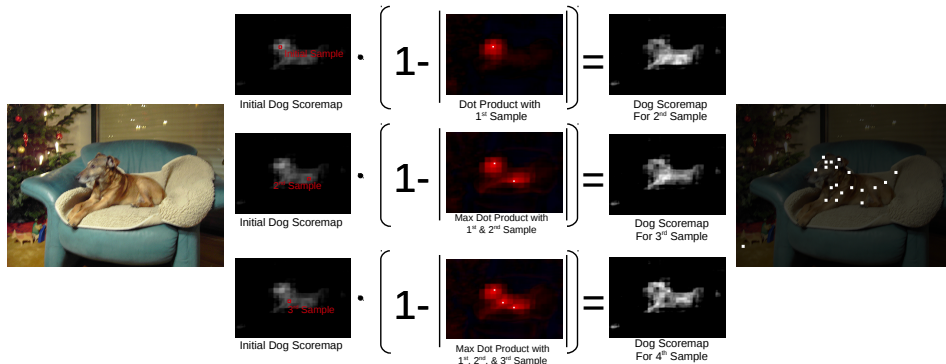 1st Sample
1-
=
Initial Dog Scoremap
Dot Product with
1st Sample
Dog Scoremap
For 2nd Sample
2nd Sample
1-
=
Initial Dog Scoremap
Max Dot Product with
1st & 2nd Sample
Dog Scoremap
For 3rd Sample
3rd Sample
1-
=
Initial Dog Scoremap
Max Dot Product with
1st, 2nd, & 3rd Sample
Dog Scoremap
For 4th Sample